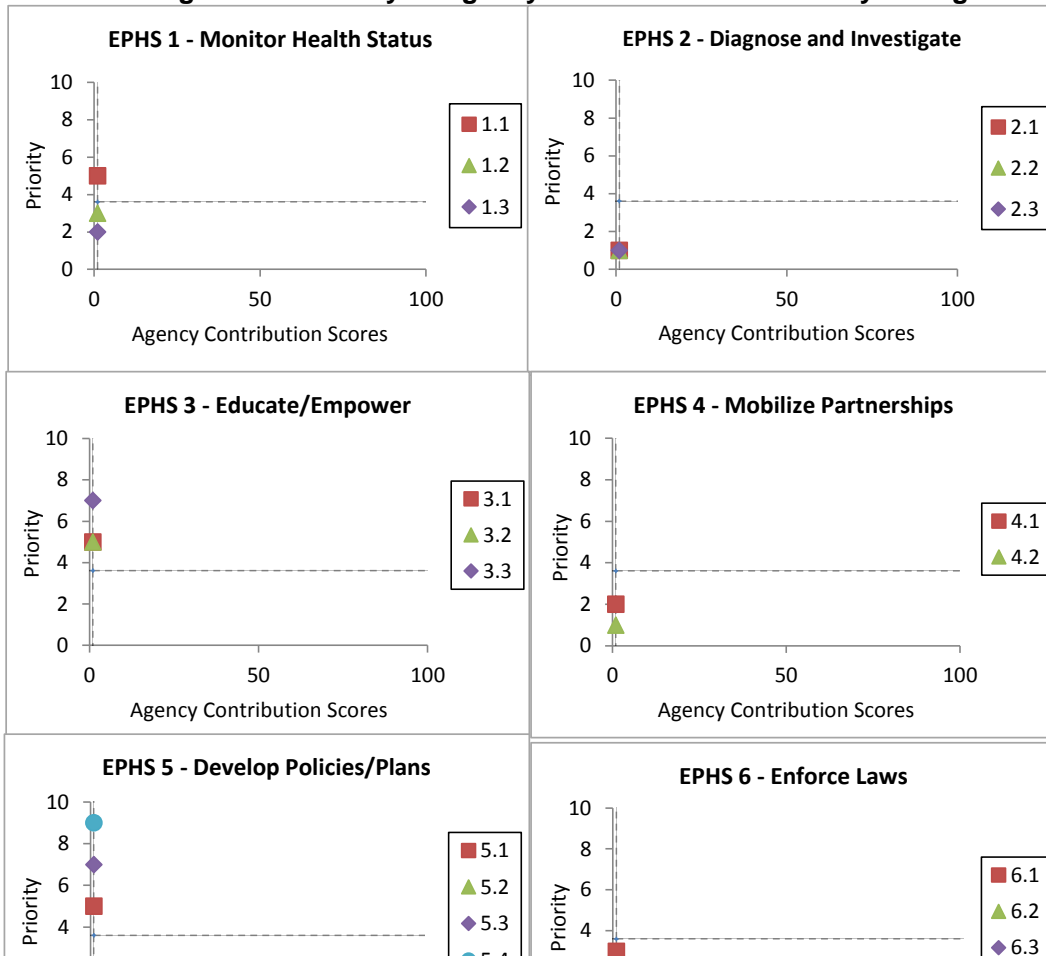 EPHS 1 - Monitor Health Status
10
8
6
4
2
0
Priority
0 50 100
Agency Contribution Scores
1.1
1.2
1.3
EPHS 2 - Diagnose and Investigate
10
8
6
4
2
0
Priority
0 50 100
Agency Contribution Scores
2.1
2.2
2.3
EPHS 3 - Educate/Empower
10
8
6
4
2
0
Priority
0 50 100
Agency Contribution Scores
3.1
3.2
3.3
EPHS 4 - Mobilize Partnerships
10
8
6
4
2
0
Priority
0 50 100
Agency Contribution Scores
4.1
4.2
EPHS 5 - Develop Policies/Plans
10
8
6
4
Priority
5.1
5.2
5.3
5.4
EPHS 6 - Enforce Laws
10
8
6
4
Priority
6.1
6.2
6.3